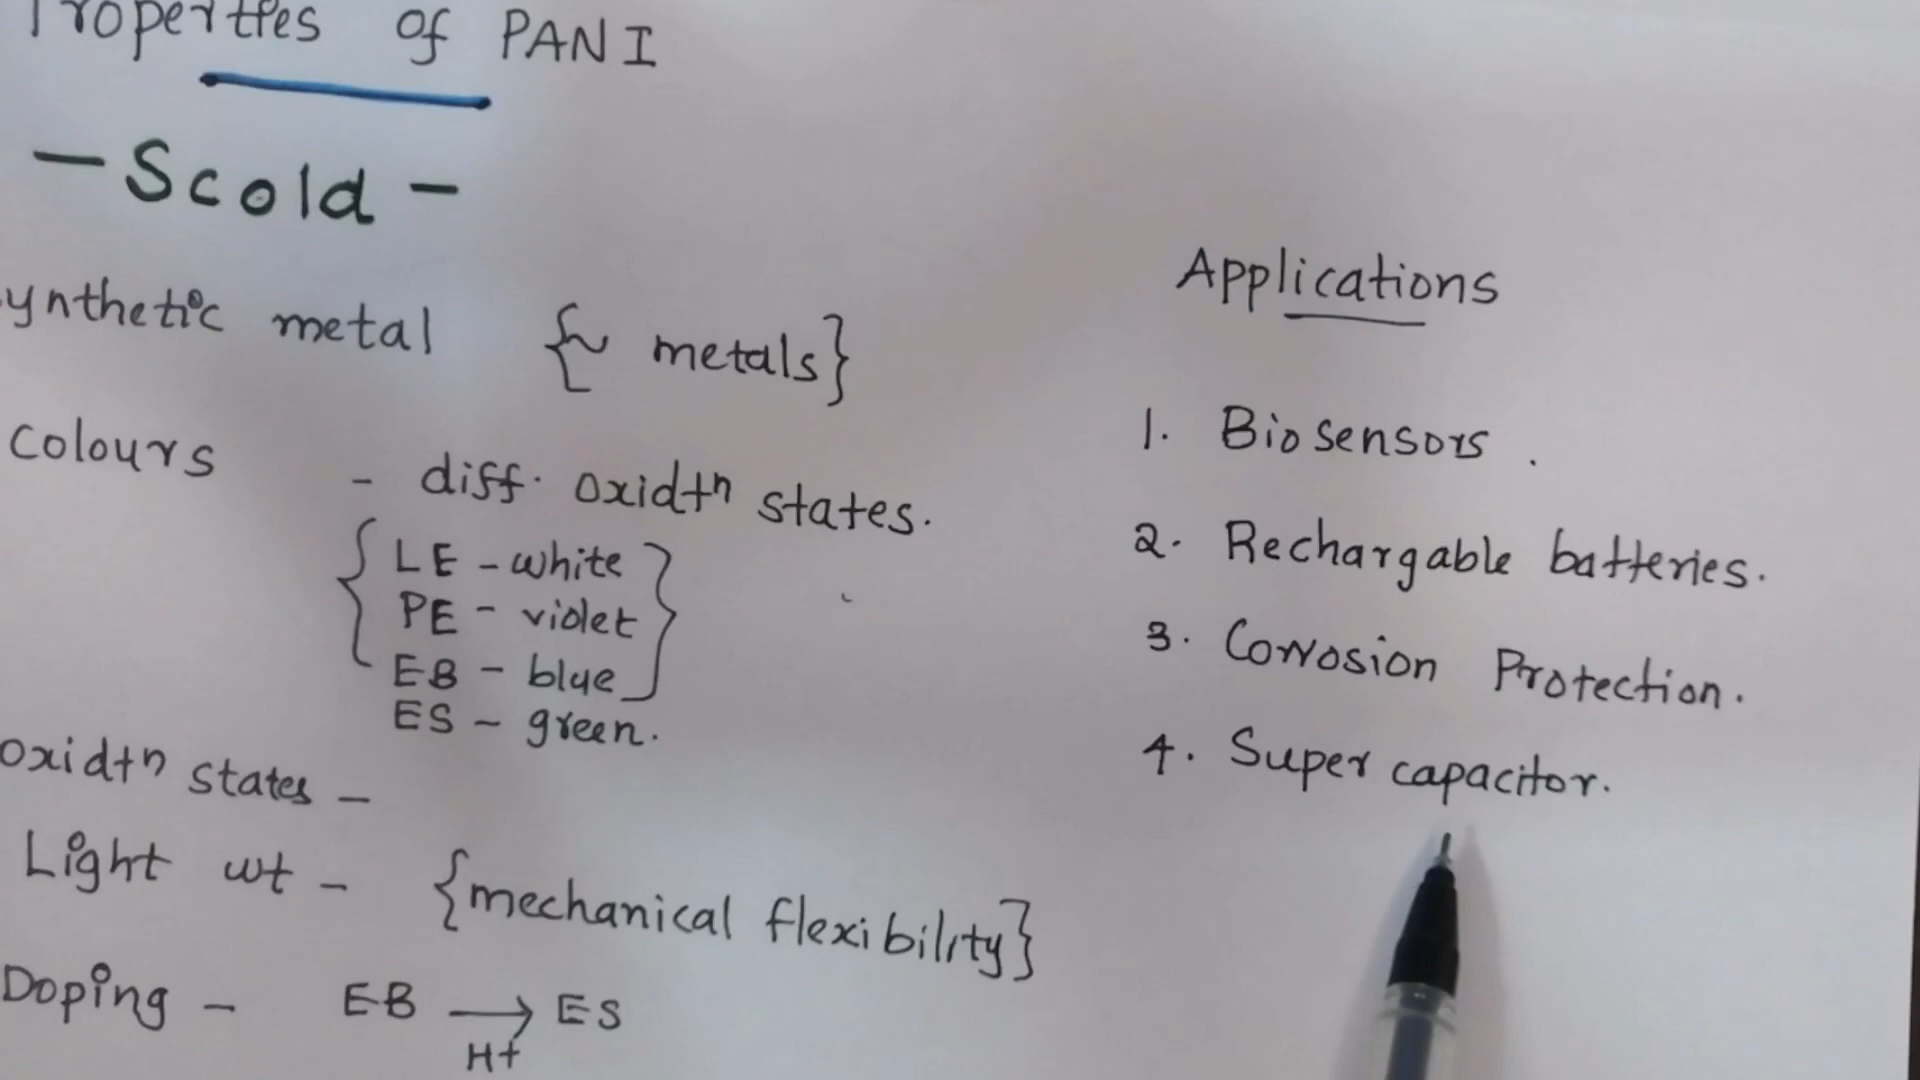 Properties of PANI
- Scold -
ynthetic metal {~ metals}
colours - diff. oxidtn states.
{ LE - white }
PE - violet
EB - blue
ES - green.
oxidtn states -
Light wt - {mechanical flexibility}
Doping - EB → ES
H+
Applications
1. Bio sensors.
2. Rechargable batteries.
3. Corrosion Protection.
4. Super capacitor.